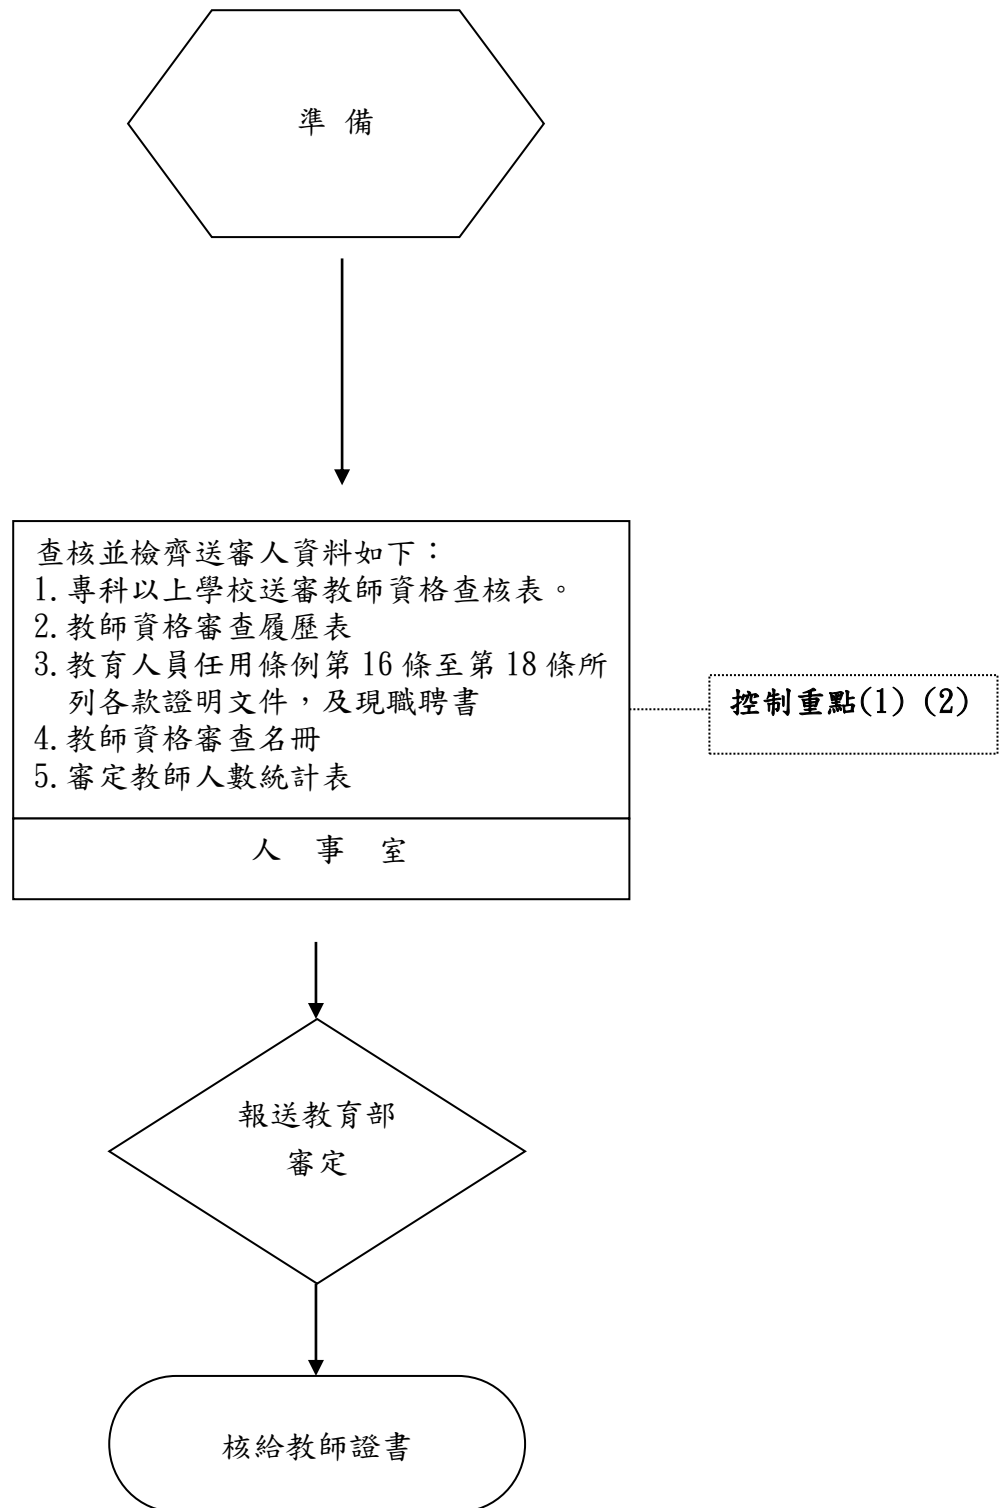 準 備
查核並檢齊送審人資料如下：
1.專科以上學校送審教師資格查核表。
2.教師資格審查履歷表
3.教育人員任用條例第 16 條至第 18 條所
列各款證明文件，及現職聘書
4.教師資格審查名冊
5.審定教師人數統計表
控制重點(1) (2)
人 事 室
報送教育部
審定
核給教師證書